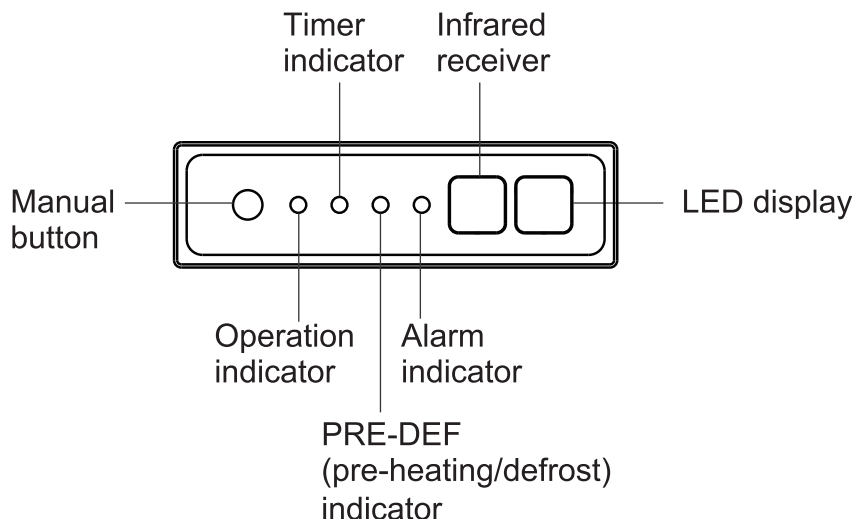 Timer
indicator
Infrared
receiver
Manual
button
LED display
Operation
indicator
Alarm
indicator
PRE-DEF
(pre-heating/defrost)
indicator